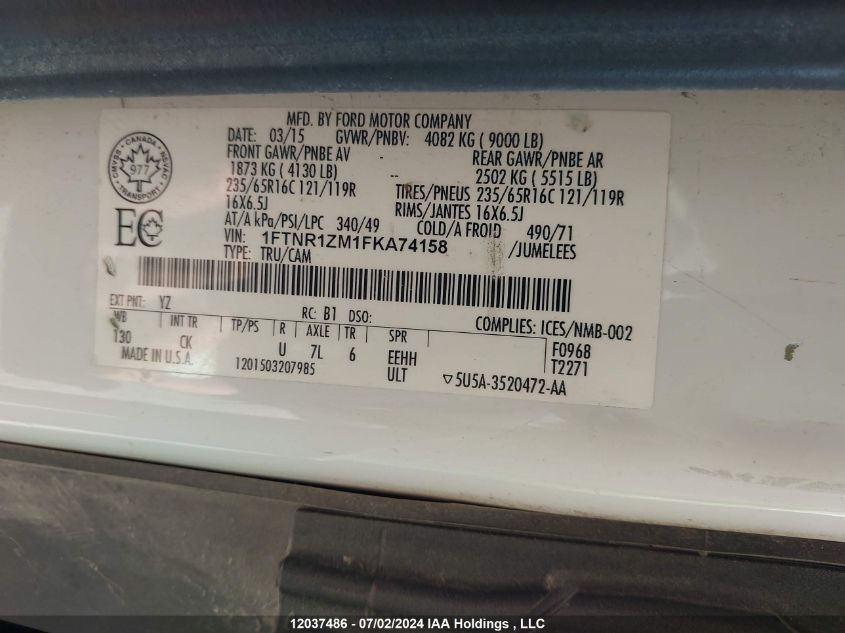 MFD. BY FORD MOTOR COMPANY
DATE: 03/15 GVWR/PNBV: 4082 KG ( 9000 LB)
FRONT GAWR/PNBE AV REAR GAWR/PNBE AR
1873 KG ( 4130 LB) -- 2502 KG ( 5515 LB)
235/65R16C 121/119R TIRES/PNEUS 235/65R16C 121/119R
16X6.5J RIMS/JANTES 16X6.5J
AT/A kPa/PSI/LPC 340/49 COLD/A FROID 490/71
VIN: 1FTNR1ZM1FKA74158 /JUMELEES
TYPE: TRU/CAM
CANADA
977
TRANSPORT
EC
EXT PNT: YZ RC: B1 DSO: COMPLIES: ICES/NMB-002
WB INT TR TP/PS R AXLE TR SPR F0968
130 CK U 7L 6 EEHH T2271
MADE IN U.S.A. 1201503207985 ULT ▽5U5A-3520472-AA
12037486 - 07/02/2024 IAA Holdings , LLC